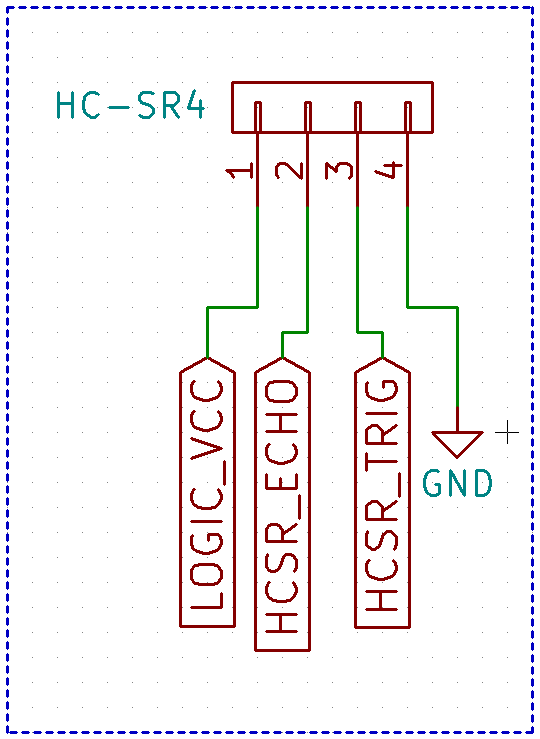 HC-SR4
1 2 3 4
LOGIC_VCC
HCSR_ECHO
HCSR_TRIG
GND